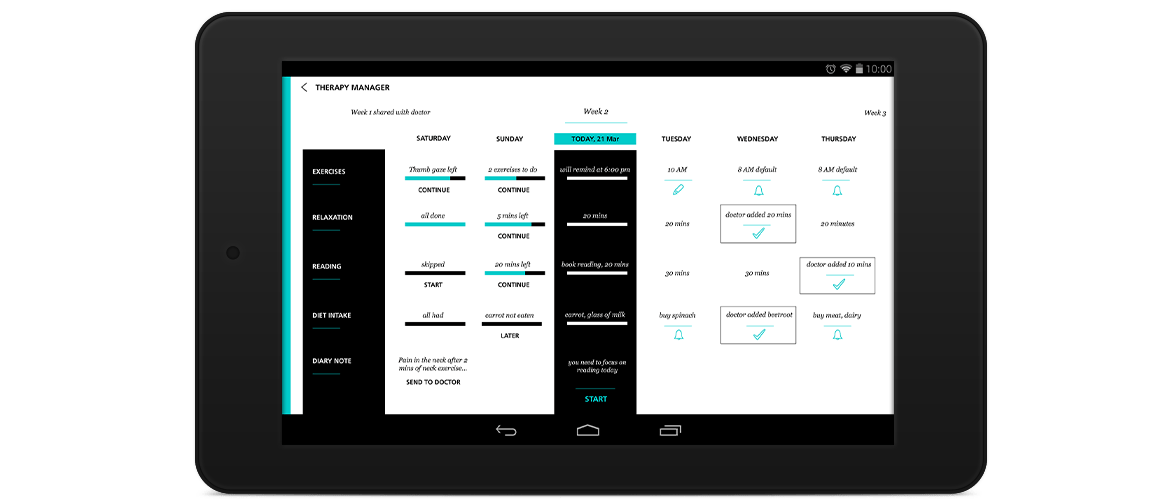 10:00
THERAPY MANAGER
Week 1 shared with doctor
Week 2
Week 3
SATURDAY
SUNDAY
TODAY, 21 Mar
TUESDAY
WEDNESDAY
THURSDAY
EXERCISES
Thumb gaze left
CONTINUE
2 exercises to do
CONTINUE
will remind at 6:00 pm
10 AM
8 AM default
8 AM default
RELAXATION
all done
5 mins left
CONTINUE
20 mins
20 mins
doctor added 20 mins
20 minutes
READING
skipped
START
20 mins left
CONTINUE
book reading, 20 mins
30 mins
30 mins
doctor added 10 mins
DIET INTAKE
all had
carrot not eaten
LATER
carrot, glass of milk
buy spinach
doctor added beetroot
buy meat, dairy
DIARY NOTE
Pain in the neck after 2
mins of neck exercise...
SEND TO DOCTOR
you need to focus on
reading today
START